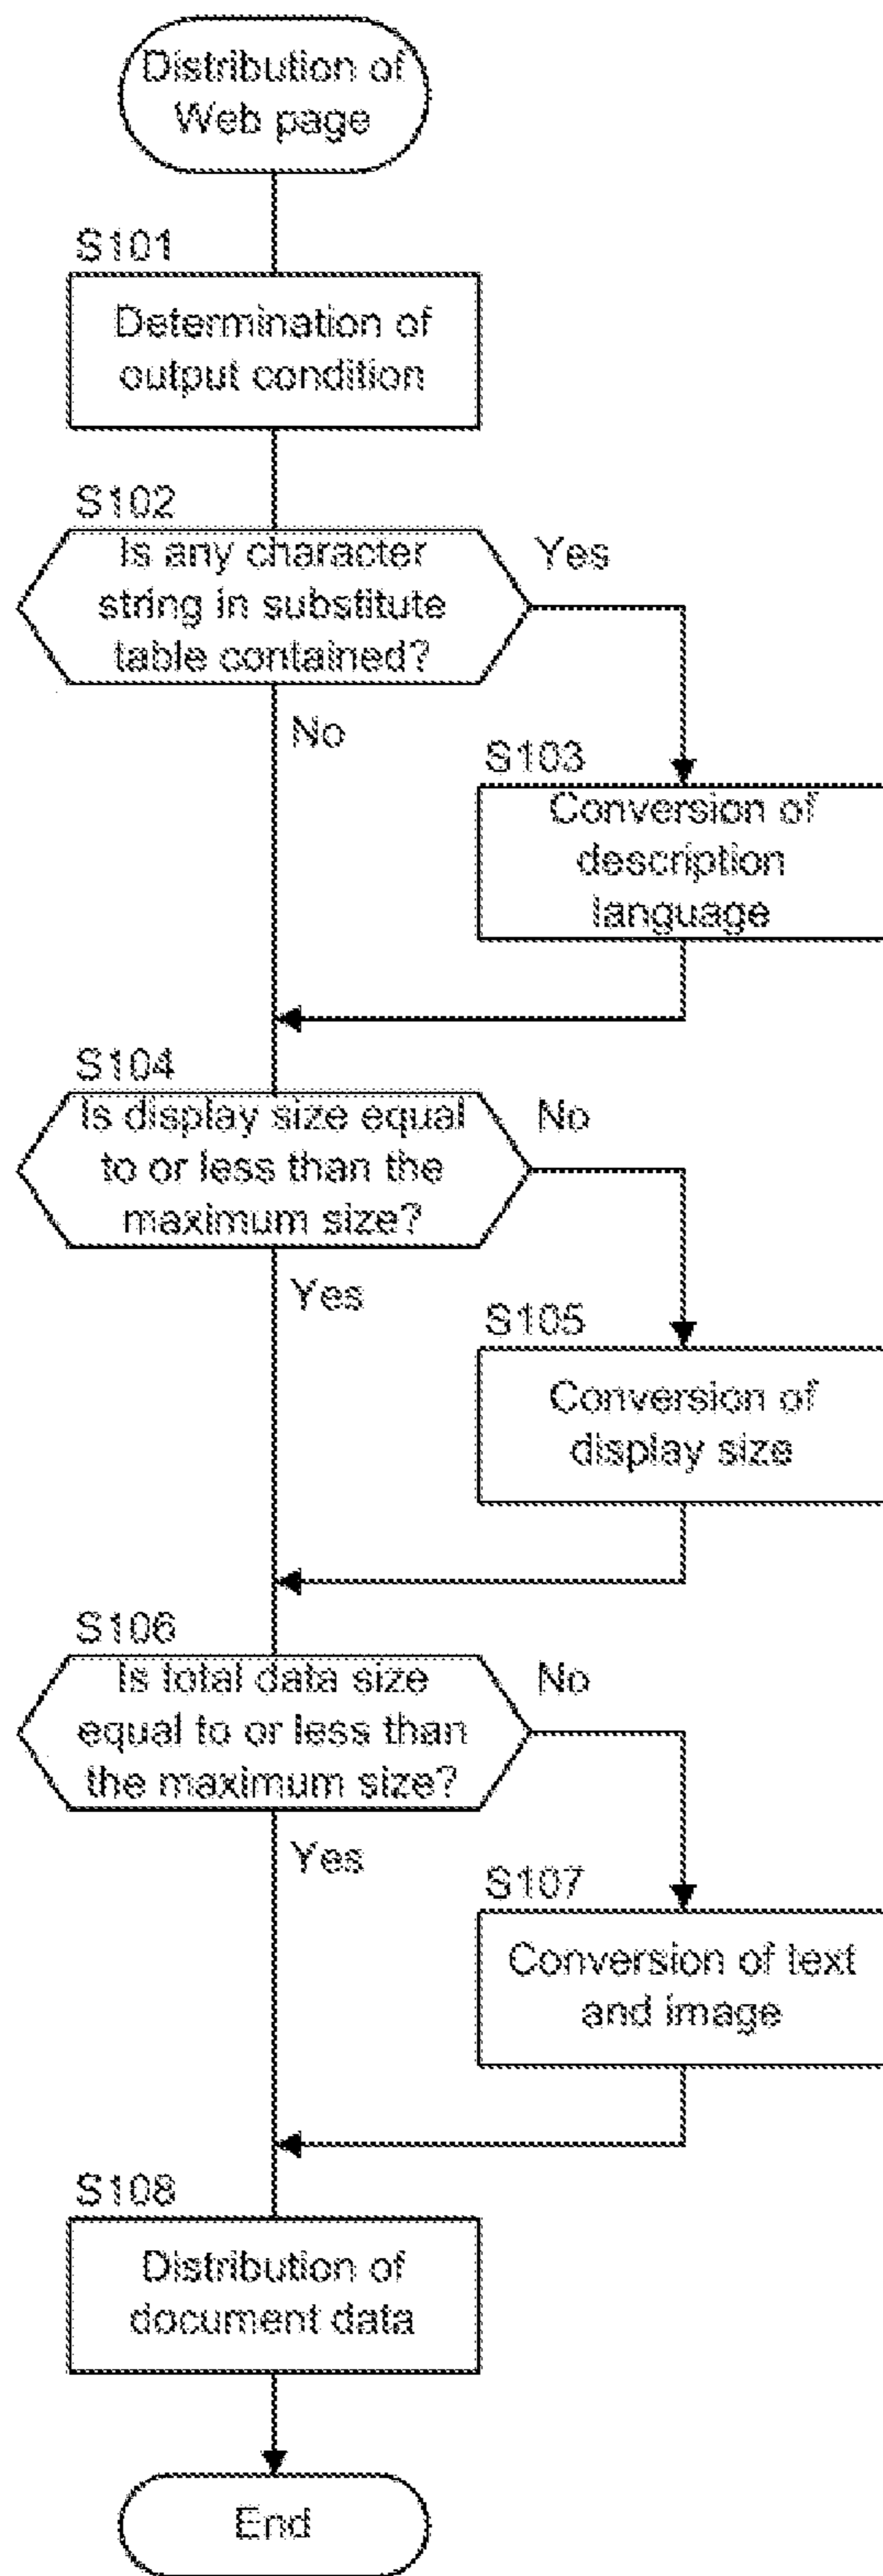 Distribution of
Web page
S101
Determination of
output condition
S102
Is any character
string in substitute
table contained?
Yes
No
S103
Conversion of
description
language
S104
Is display size equal
to or less than the
maximum size?
No
Yes
S105
Conversion of
display size
S106
Is total data size
equal to or less than
the maximum size?
No
Yes
S107
Conversion of text
and image
S108
Distribution of
document data
End